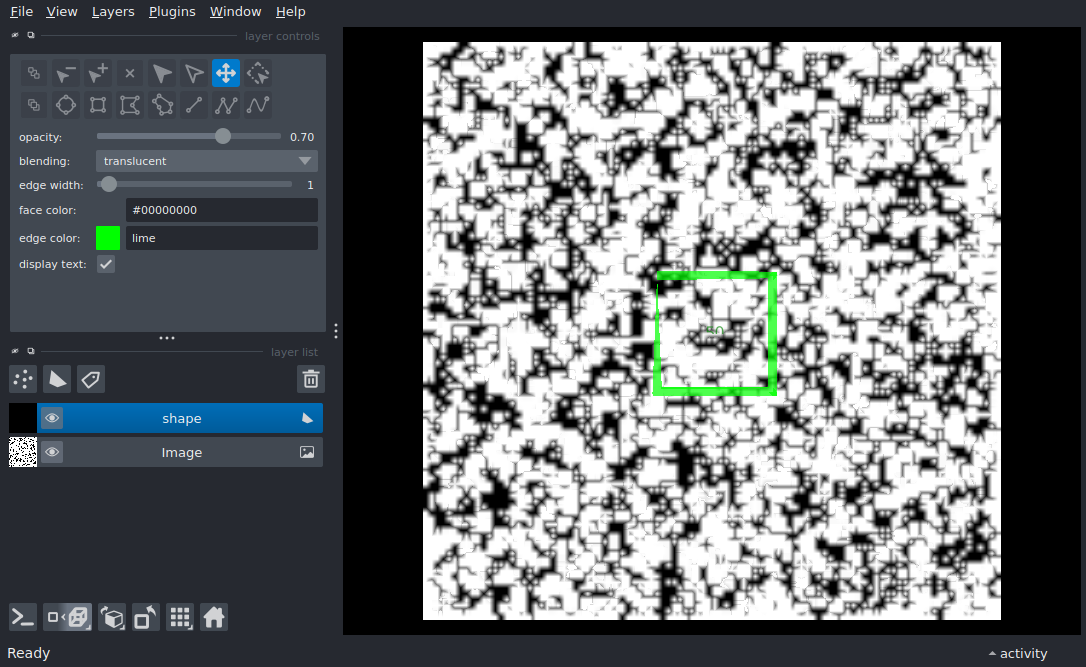 File View Layers Plugins Window Help
layer controls
opacity: 0.70
blending: translucent
edge width: 1
face color: #00000000
edge color: lime
display text:
layer list
shape
Image
Ready
activity